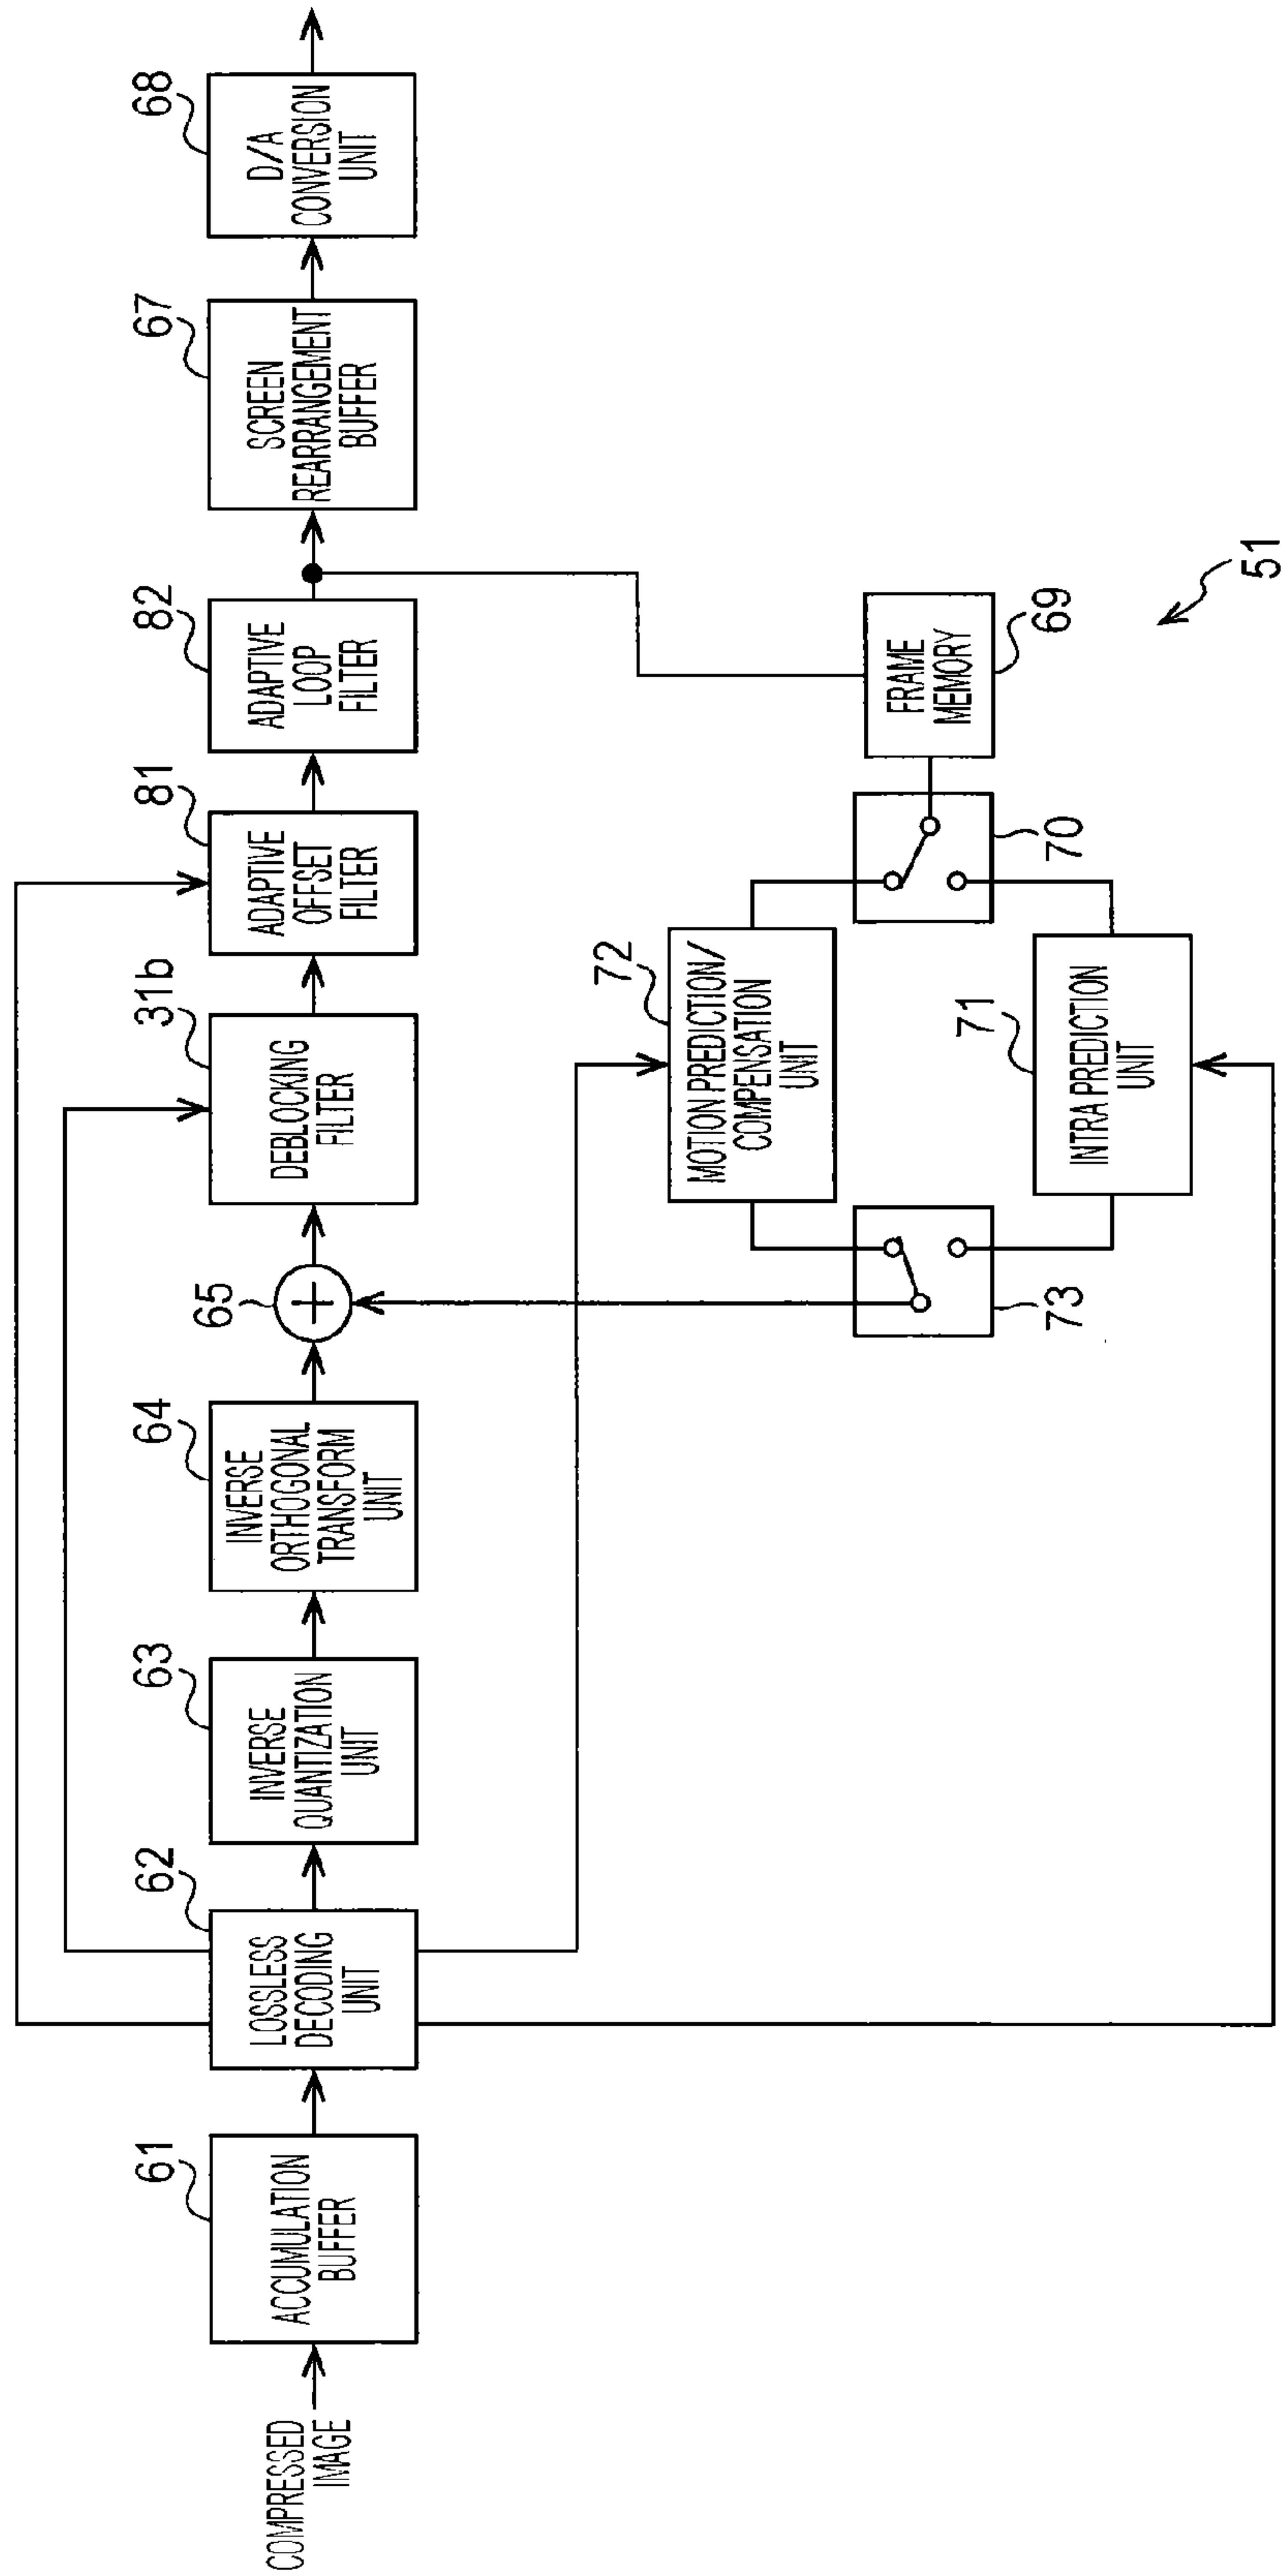 COMPRESSED
IMAGE
61
ACCUMULATION
BUFFER
62
LOSSLESS
DECODING
UNIT
63
INVERSE
QUANTIZATION
UNIT
64
INVERSE
ORTHOGONAL
TRANSFORM
UNIT
65
31b
DEBLOCKING
FILTER
81
ADAPTIVE
OFFSET
FILTER
82
ADAPTIVE
LOOP
FILTER
67
SCREEN
REARRANGEMENT
BUFFER
68
D/A
CONVERSION
UNIT
72
MOTION PREDICTION/
COMPENSATION
UNIT
FRAME
MEMORY
69
73
71
INTRA PREDICTION
UNIT
70
51